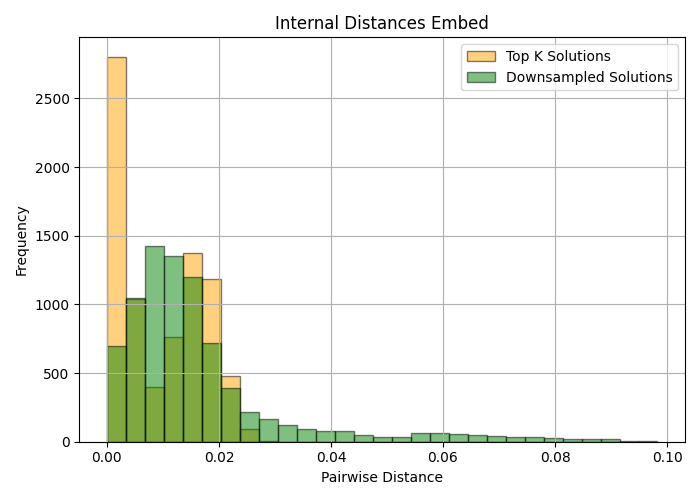 Internal Distances Embed
Top K Solutions
Downsampled Solutions
Frequency
2500
2000
1500
1000
500
0
0.00 0.02 0.04 0.06 0.08 0.10
Pairwise Distance